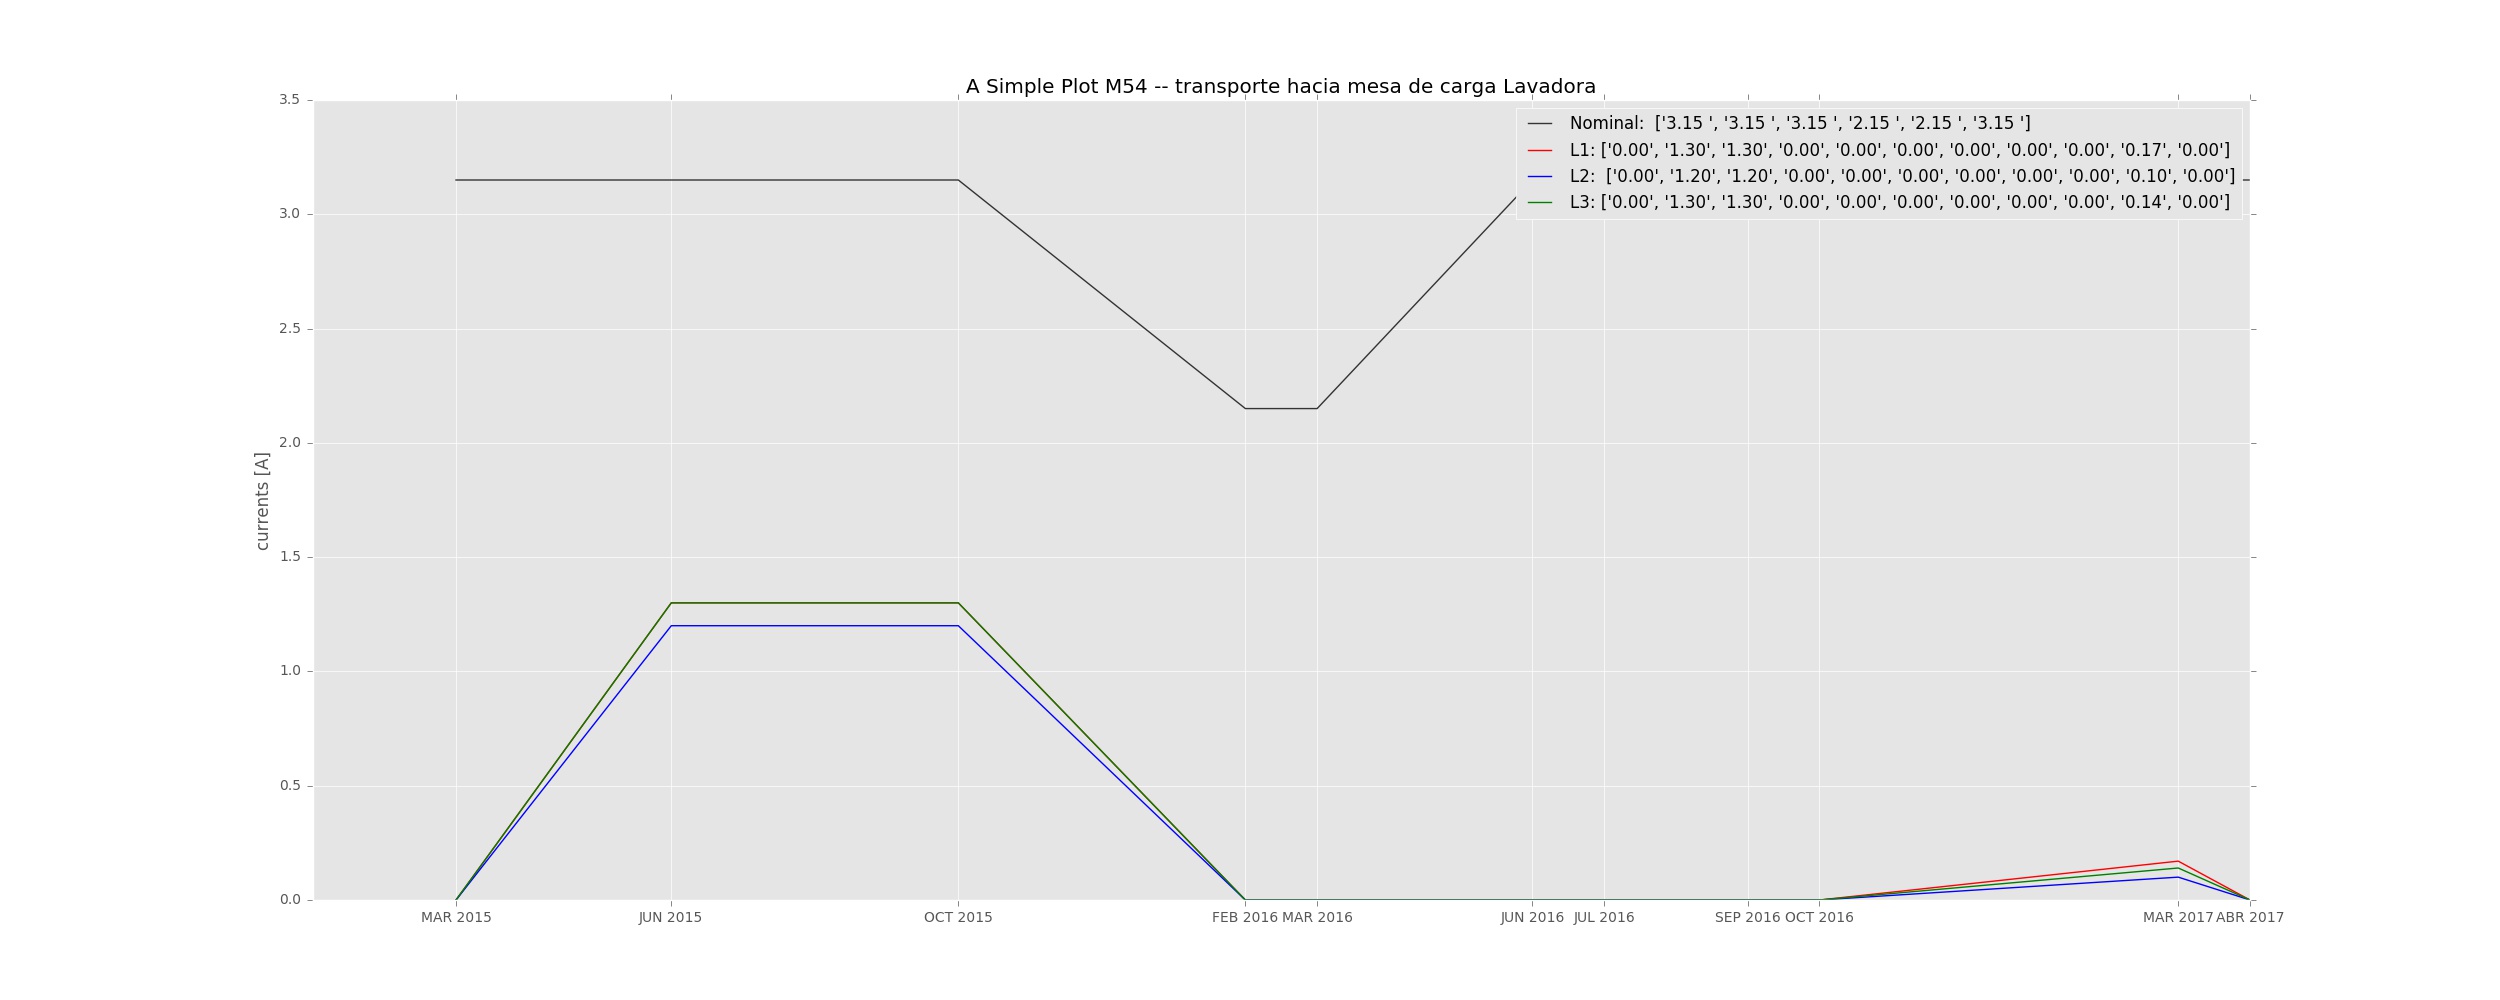 A Simple Plot M54 -- transporte hacia mesa de carga Lavadora
Nominal:  ['3.15 ', '3.15 ', '3.15 ', '2.15 ', '2.15 ', '3.15 ']
L1: ['0.00', '1.30', '1.30', '0.00', '0.00', '0.00', '0.00', '0.00', '0.00', '0.17', '0.00']
L2:  ['0.00', '1.20', '1.20', '0.00', '0.00', '0.00', '0.00', '0.00', '0.00', '0.10', '0.00']
L3: ['0.00', '1.30', '1.30', '0.00', '0.00', '0.00', '0.00', '0.00', '0.00', '0.14', '0.00']
3.5
3.0
2.5
2.0
1.5
1.0
0.5
0.0
currents [A]
MAR 2015 JUN 2015 OCT 2015 FEB 2016 MAR 2016 JUN 2016 JUL 2016 SEP 2016 OCT 2016 MAR 2017 ABR 2017